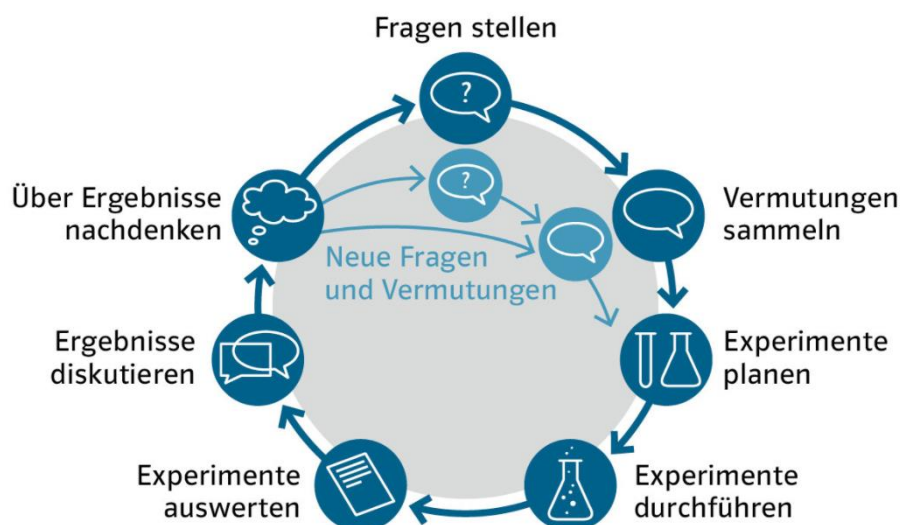 Fragen stellen
?
?
Vermutungen
sammeln
Neue Fragen
und Vermutungen
Experimente
planen
Experimente
durchführen
Experimente
auswerten
Ergebnisse
diskutieren
Über Ergebnisse
nachdenken